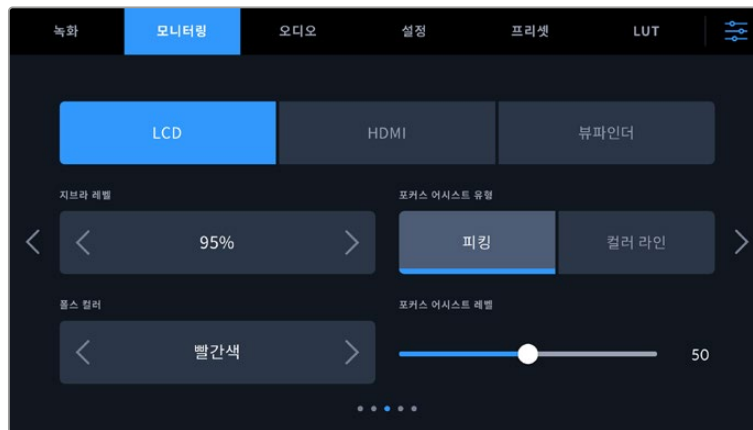 녹화 모니터링 오디오 설정 프리셋 LUT
LCD HDMI 뷰파인더
지브라 레벨 포커스 어시스트 유형
95% 피킹 컬러 라인
폴스 컬러 포커스 어시스트 레벨
빨간색 50